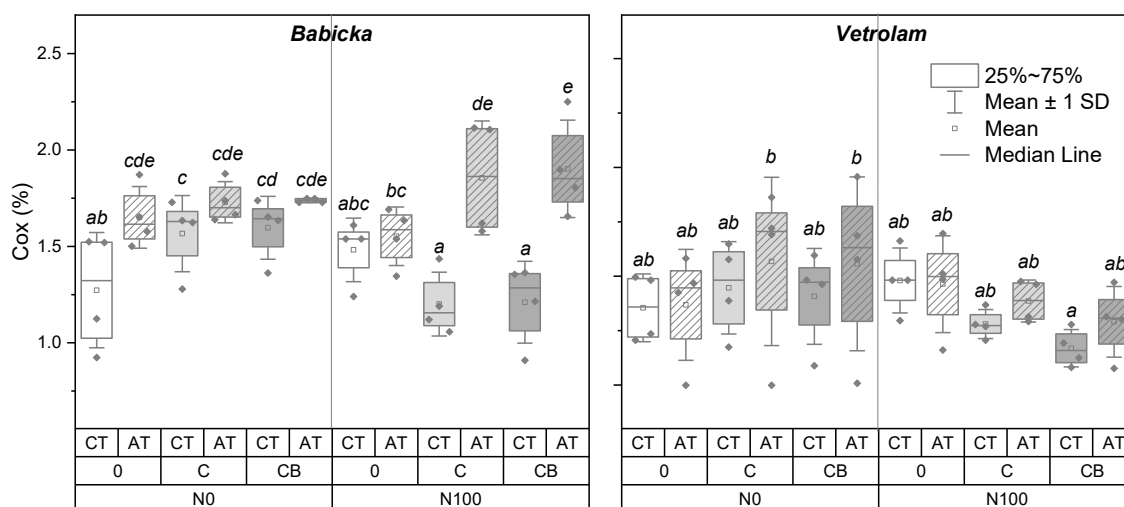 Babicka
Vetrolam
2.5
2.0
1.5
1.0
Cox (%)
25%~75%
Mean ± 1 SD
Mean
Median Line
ab
cde
c
cde
cd
cde
abc
bc
a
de
a
e
ab
ab
ab
b
ab
b
ab
ab
ab
ab
a
ab
CT AT CT AT CT AT CT AT CT AT CT AT
0 C CB 0 C CB
N0 N100
CT AT CT AT CT AT CT AT CT AT CT AT
0 C CB 0 C CB
N0 N100